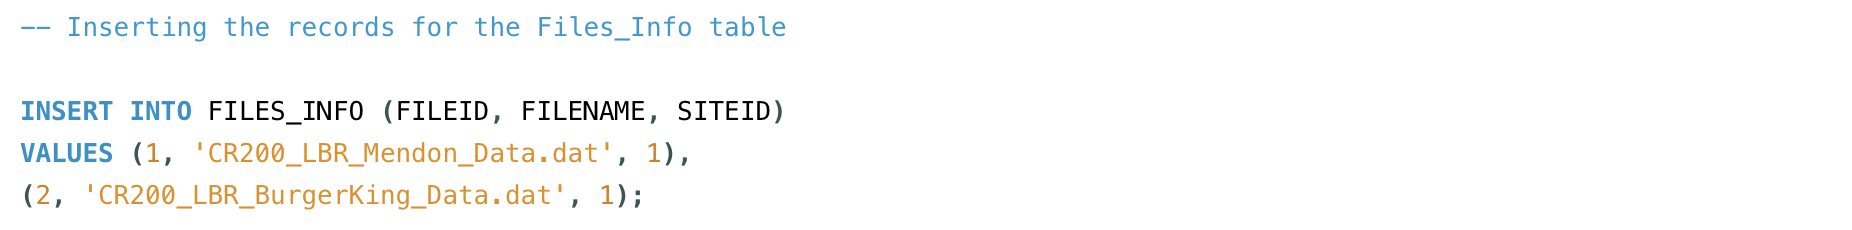 -- Inserting the records for the Files_Info table
INSERT INTO FILES_INFO (FILEID, FILENAME, SITEID)
VALUES (1, 'CR200_LBR_Mendon_Data.dat', 1),
(2, 'CR200_LBR_BurgerKing_Data.dat', 1);